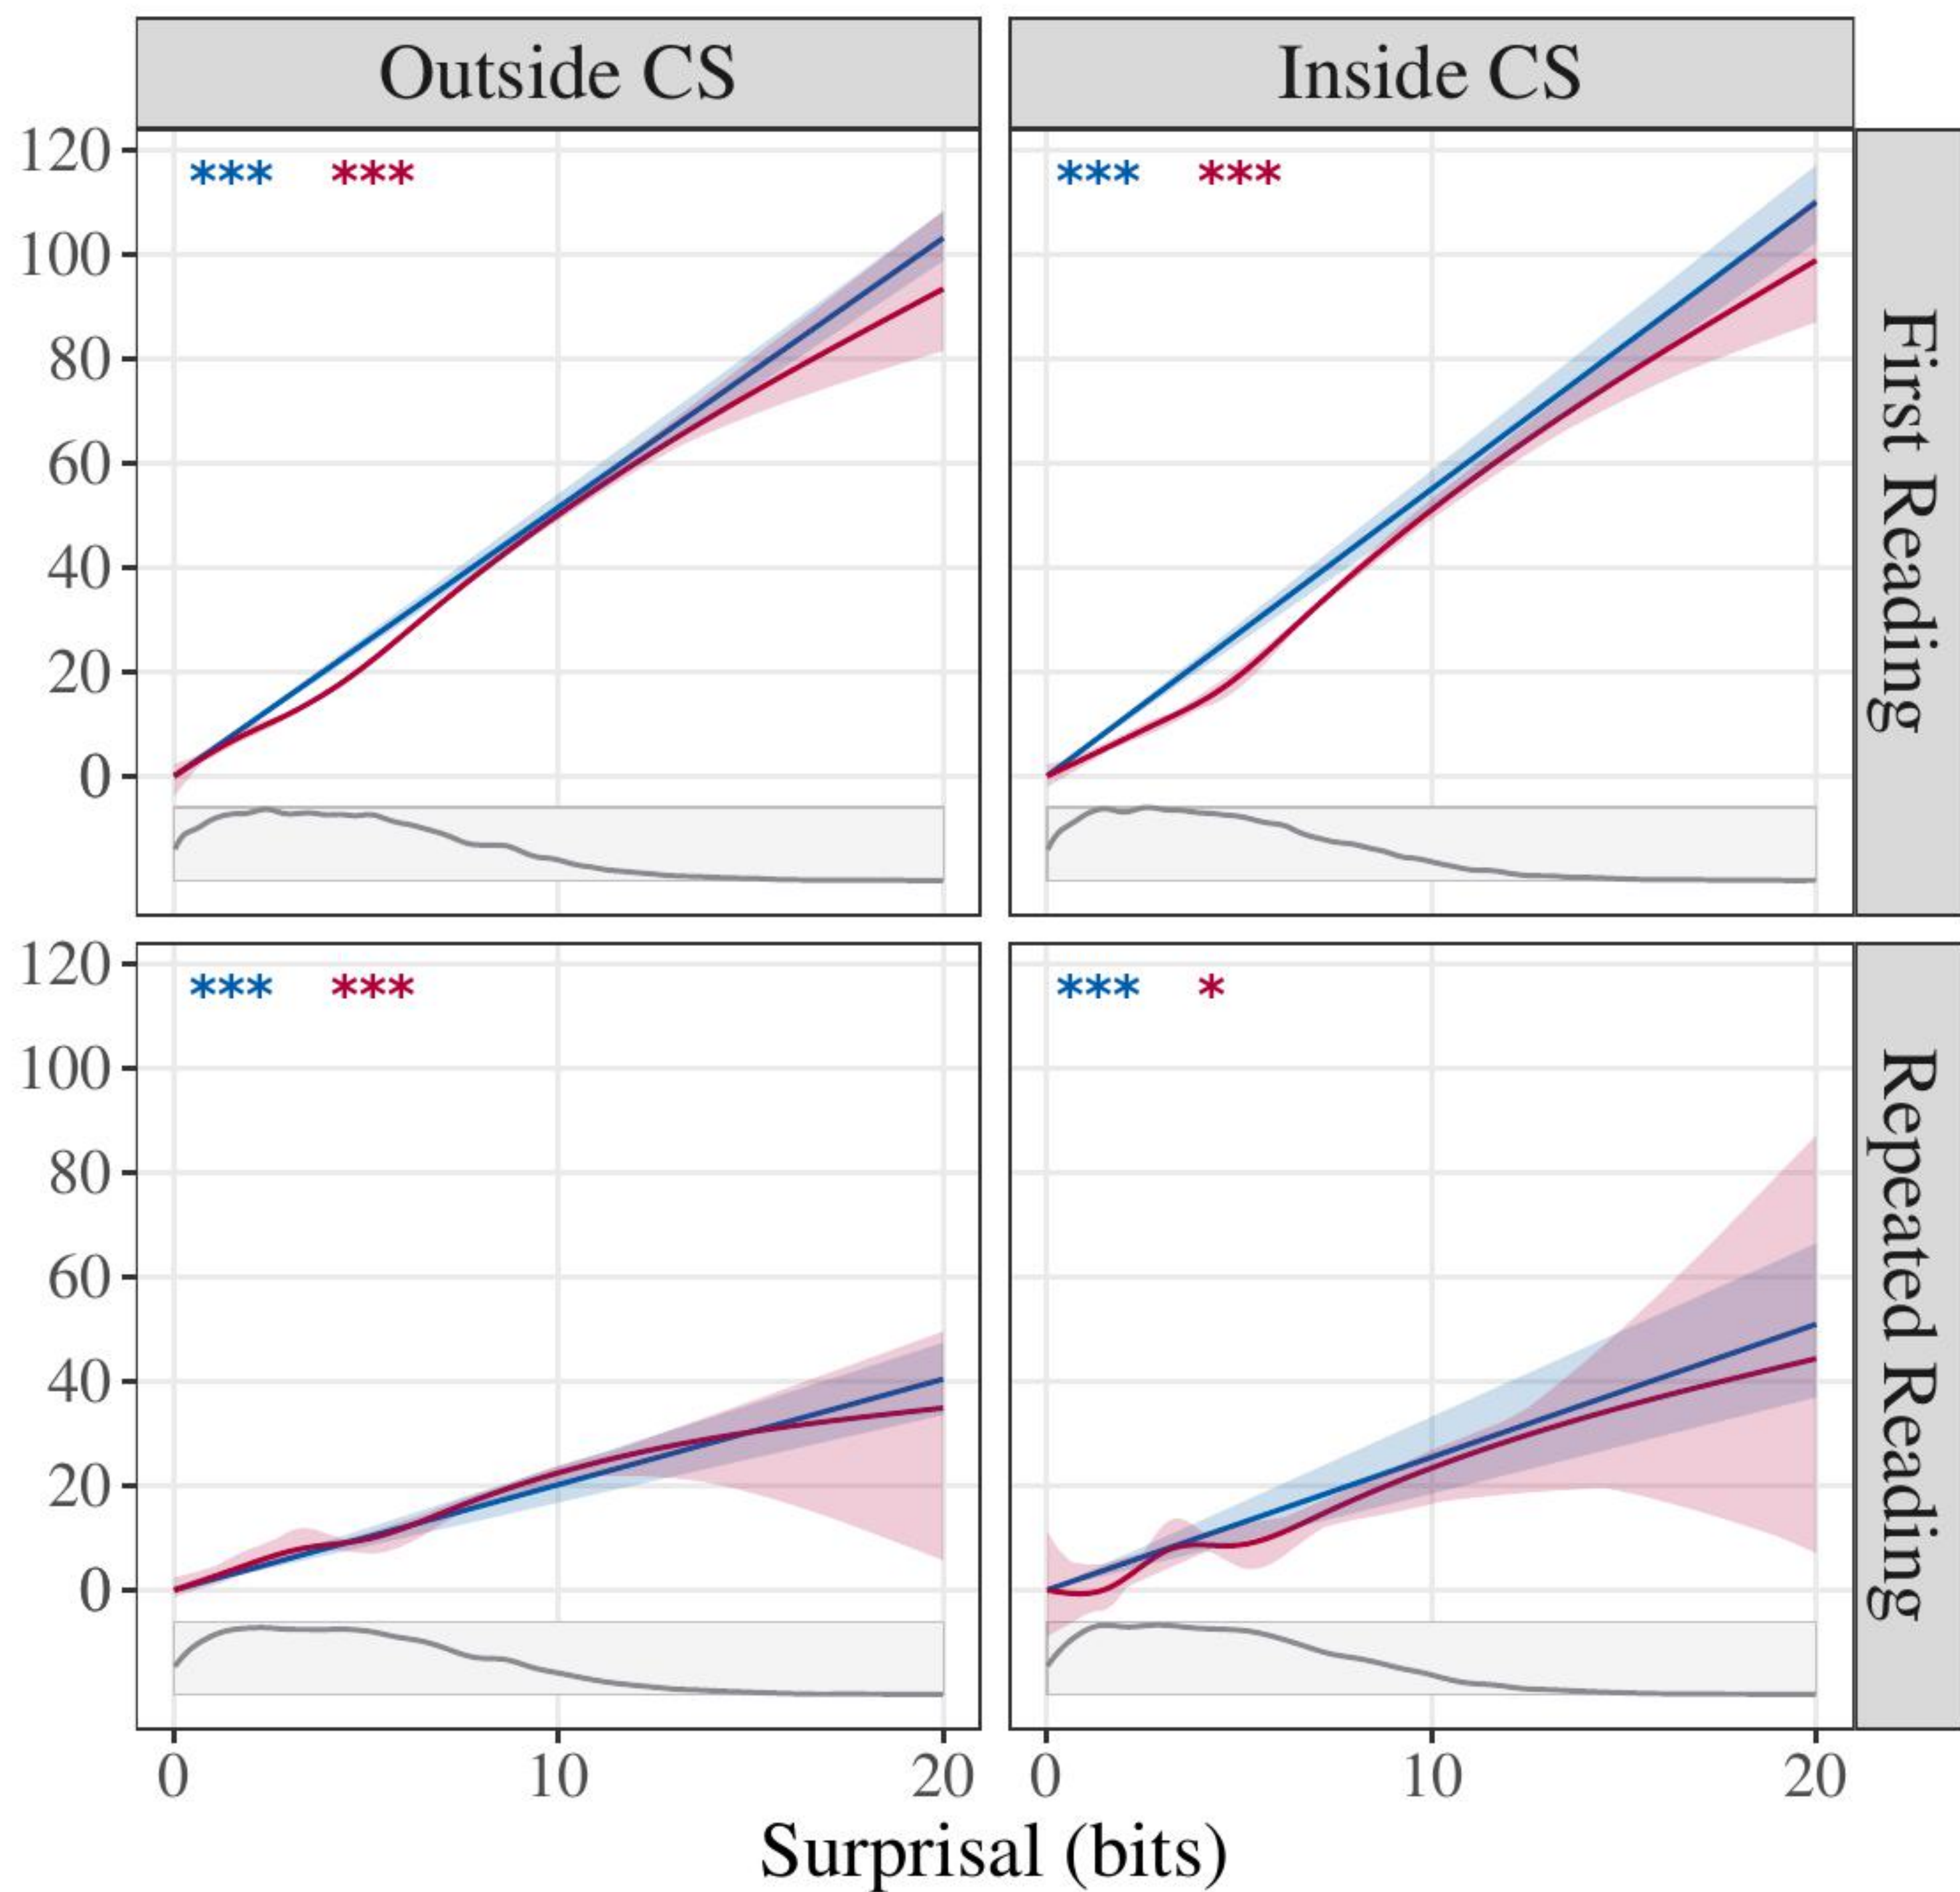 Outside CS
Inside CS
120
100
80
60
40
20
0
*** ***
*** ***
First Reading
120
100
80
60
40
20
0
*** ***
*** *
Repeated Reading
0 10 20
0 10 20
Surprisal (bits)